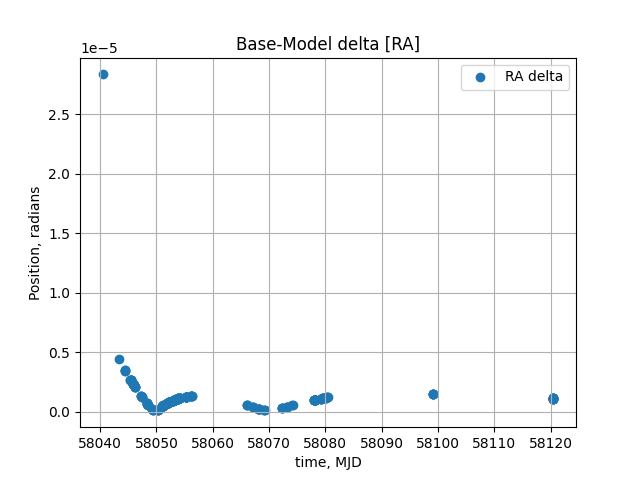 Base-Model delta [RA]
1e−5
RA delta
2.5
2.0
1.5
1.0
0.5
0.0
Position, radians
58040 58050 58060 58070 58080 58090 58100 58110 58120
time, MJD